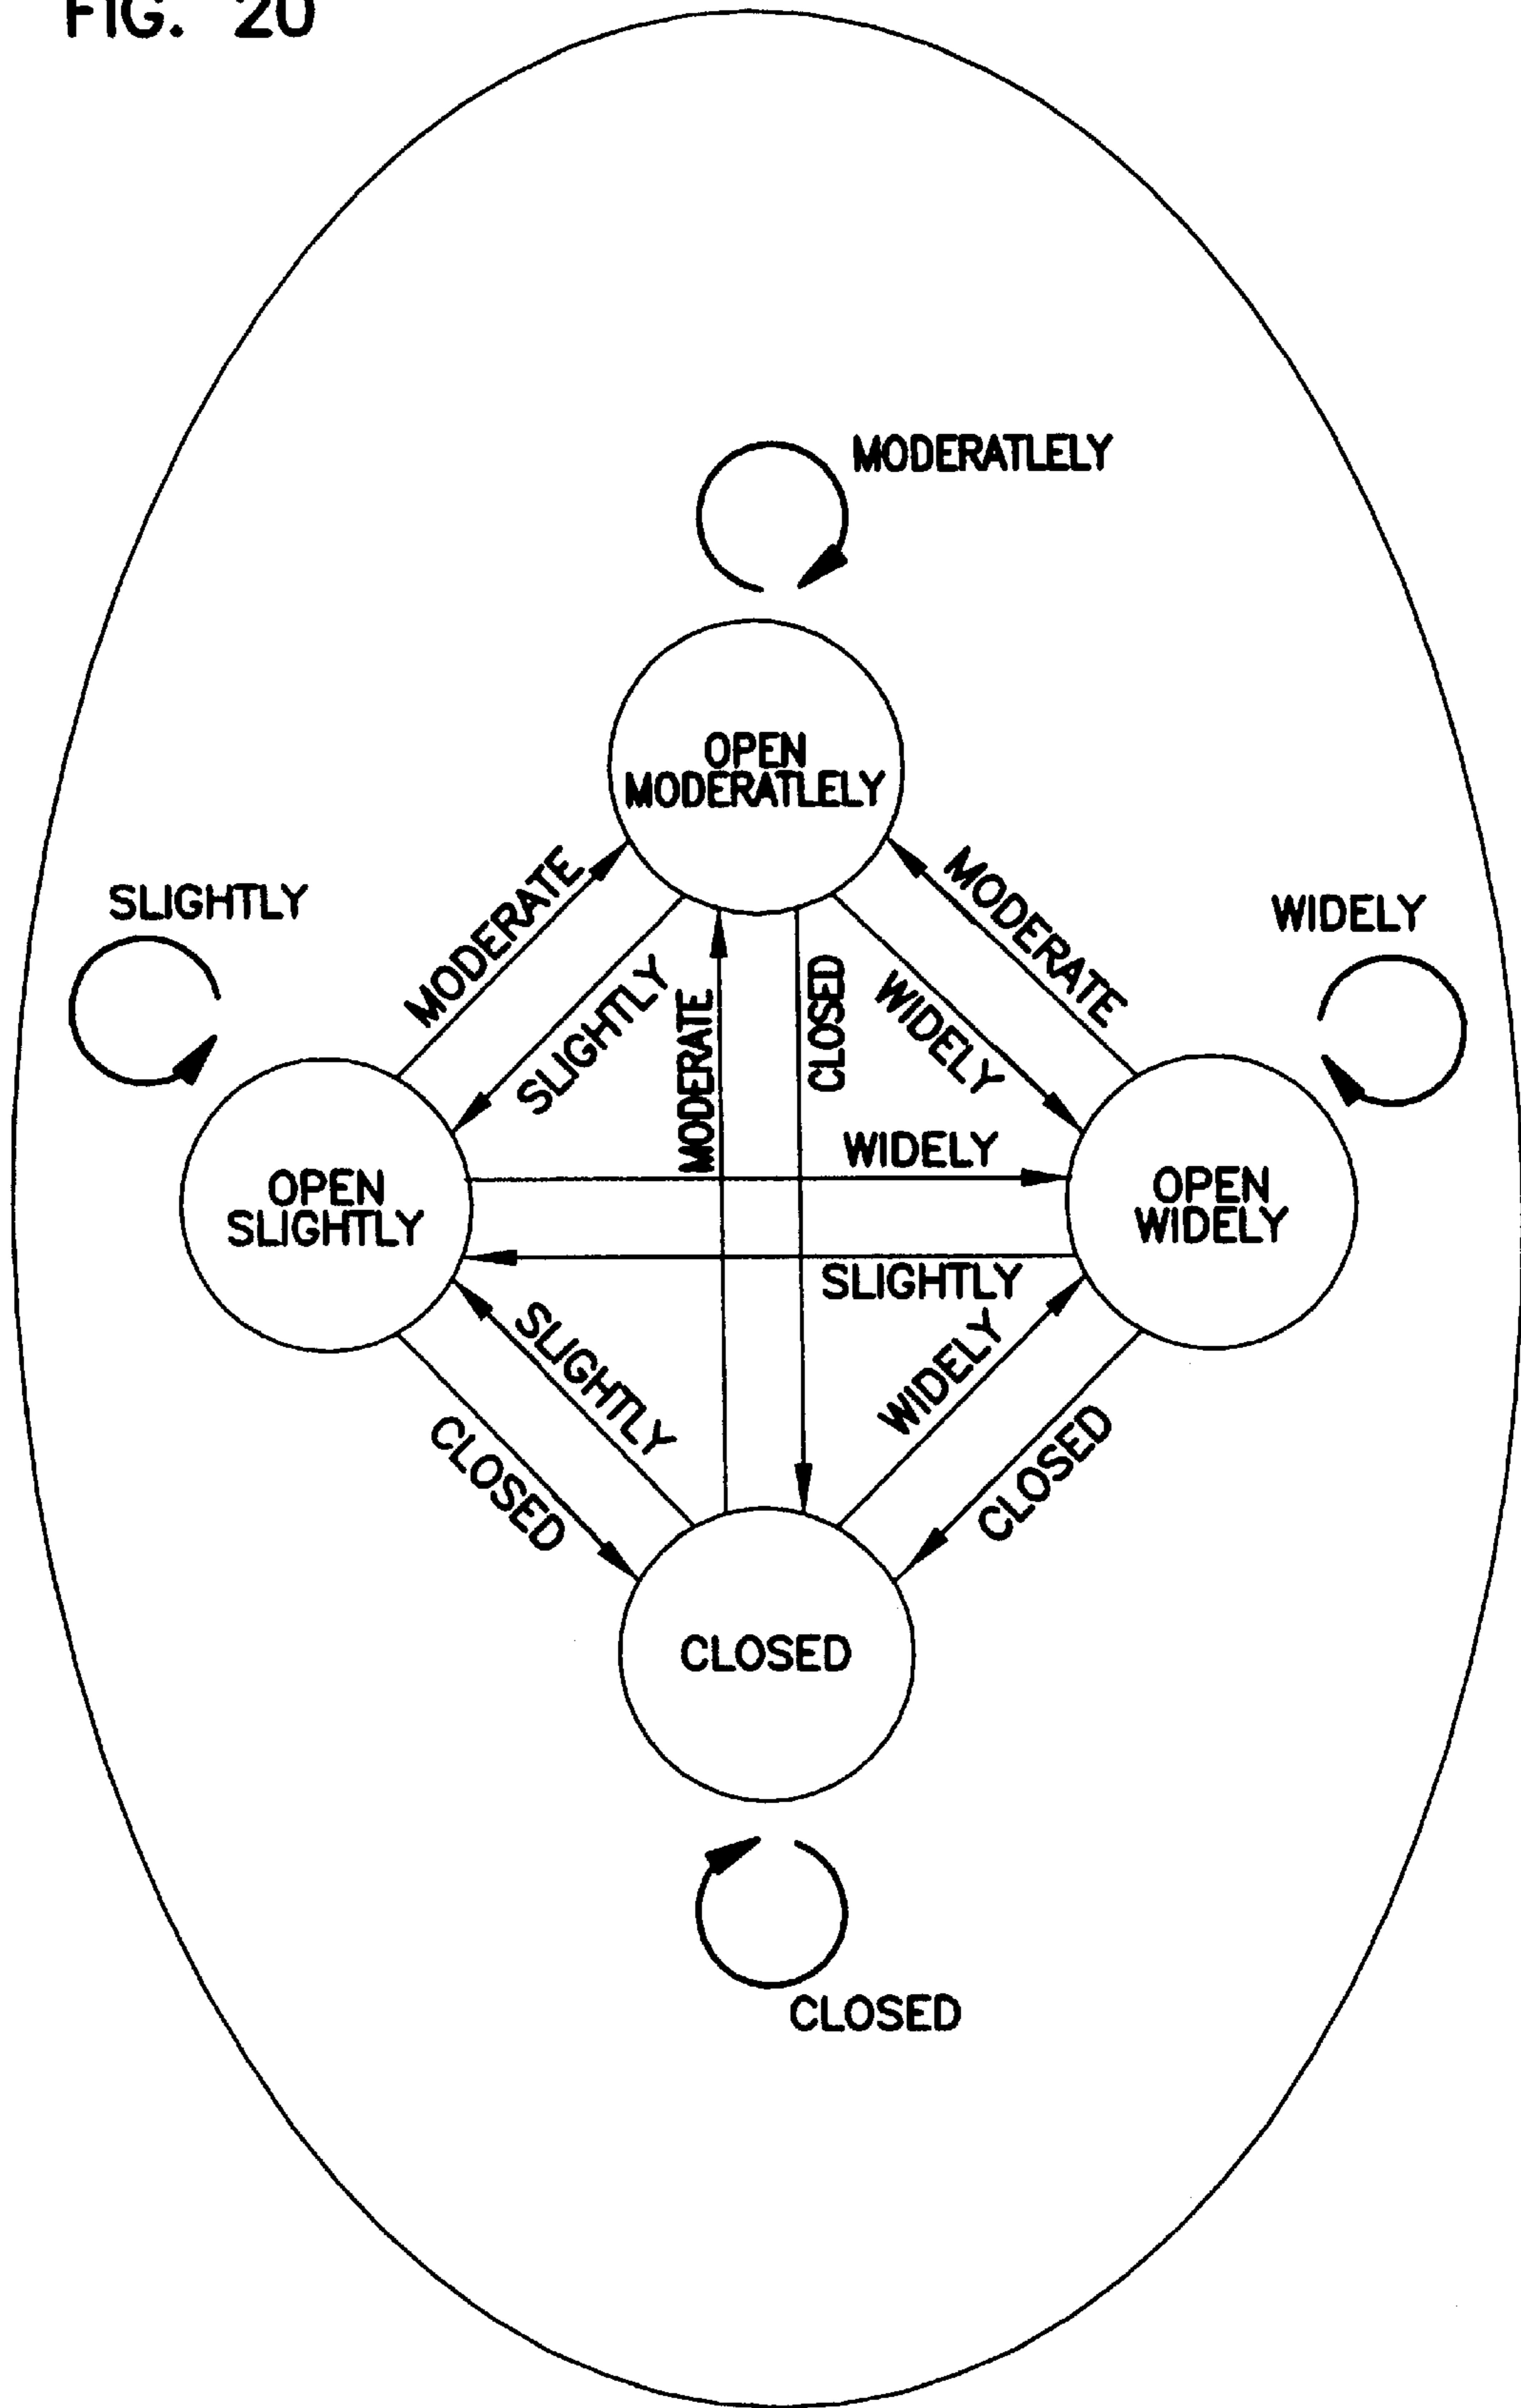 FIG. 20
MODERATLELY
OPEN
MODERATLELY
SLIGHTLY
MODERATE
MODERATE
WIDELY
SLIGHTLY
MODERATE
CLOSED
WIDELY
WIDELY
OPEN
SLIGHTLY
OPEN
WIDELY
SLIGHTLY
SLIGHTLY
WIDELY
CLOSED
CLOSED
CLOSED
CLOSED